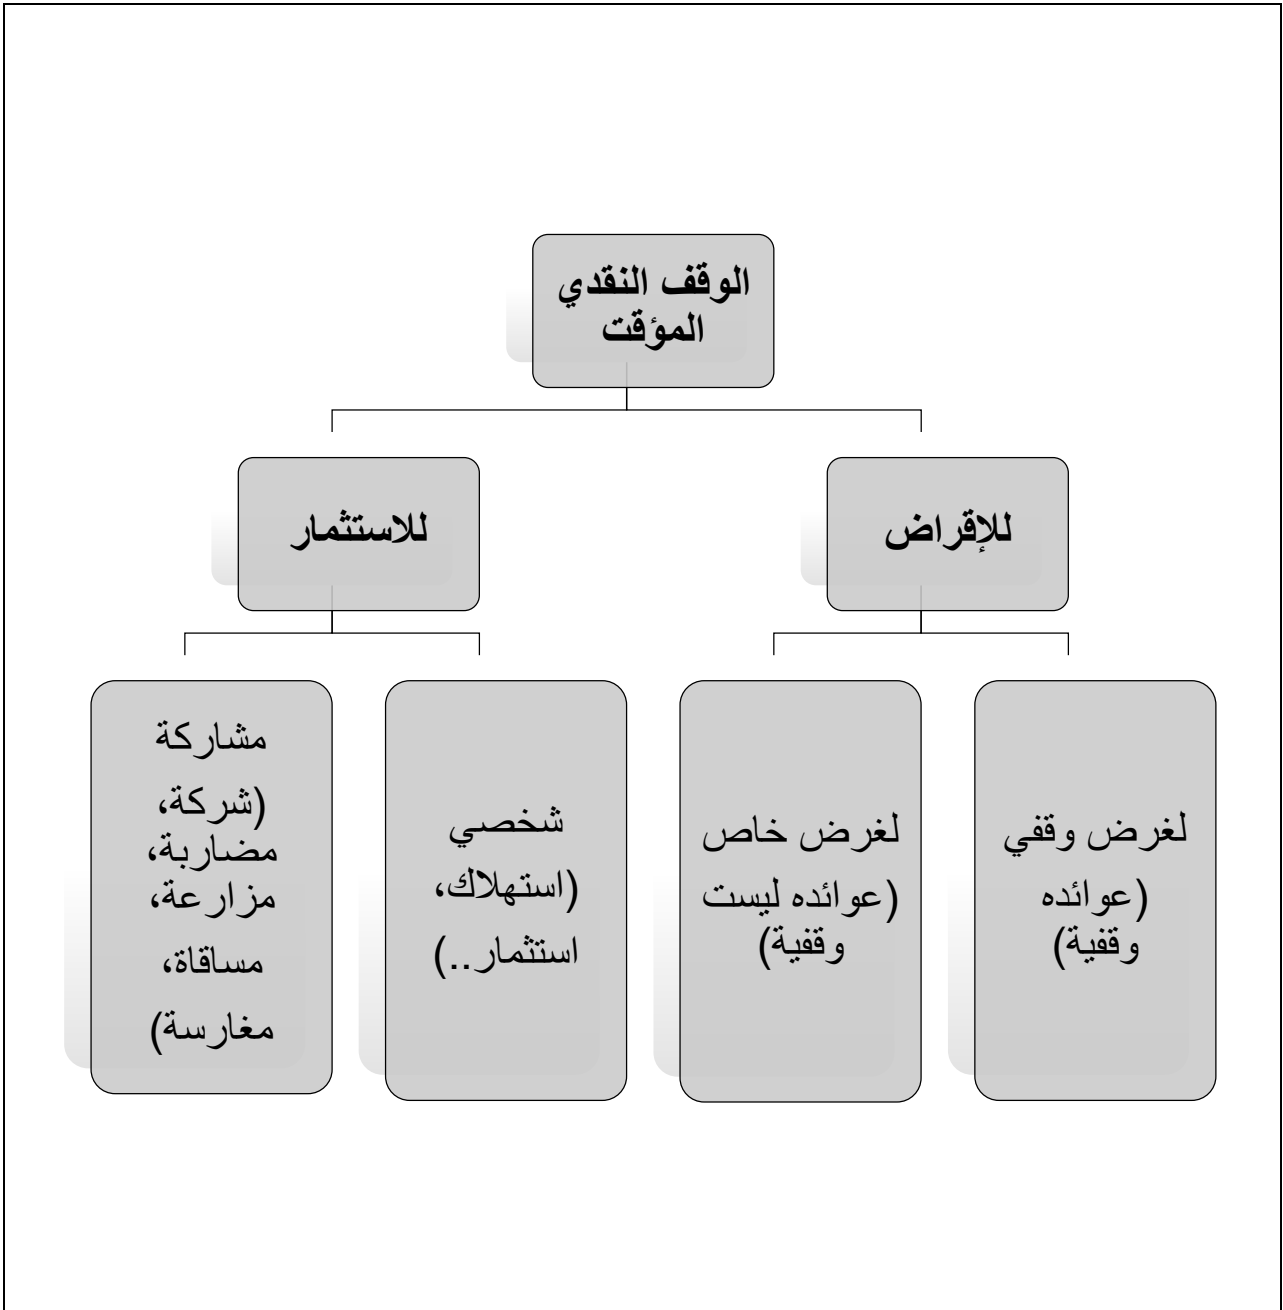 الوقف النقدي
المؤقت
للإقراض
للاستثمار
لغرض وقفي
(عوائده
وقفية)
لغرض خاص
(عوائده ليست
وقفية)
شخصي
(استهلاك،
استثمار..)
مشاركة
(شركة،
مضاربة،
مزارعة،
مساقاة،
مغارسة)